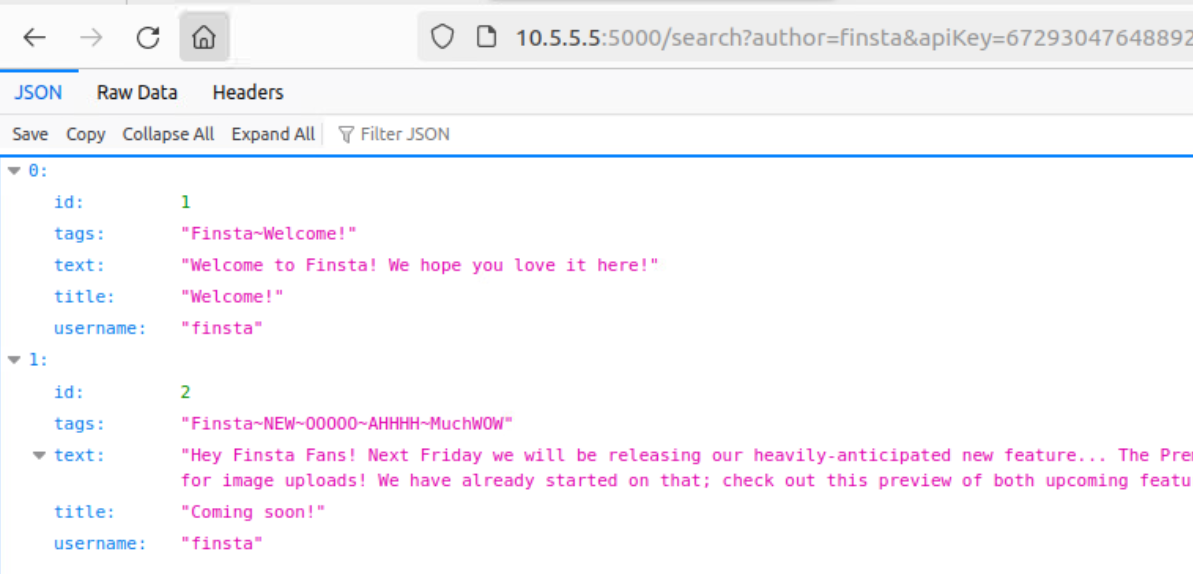 10.5.5.5:5000/search?author=finsta&apiKey=67293047648892
JSON Raw Data Headers
Save Copy Collapse All Expand All Filter JSON
0:
id: 1
tags: "Finsta~Welcome!"
text: "Welcome to Finsta! We hope you love it here!"
title: "Welcome!"
username: "finsta"
1:
id: 2
tags: "Finsta~NEW~OOOOO~AHHHH~MuchWOW"
text: "Hey Finsta Fans! Next Friday we will be releasing our heavily-anticipated new feature... The
for image uploads! We have already started on that; check out this preview of both upcoming
title: "Coming soon!"
username: "finsta"